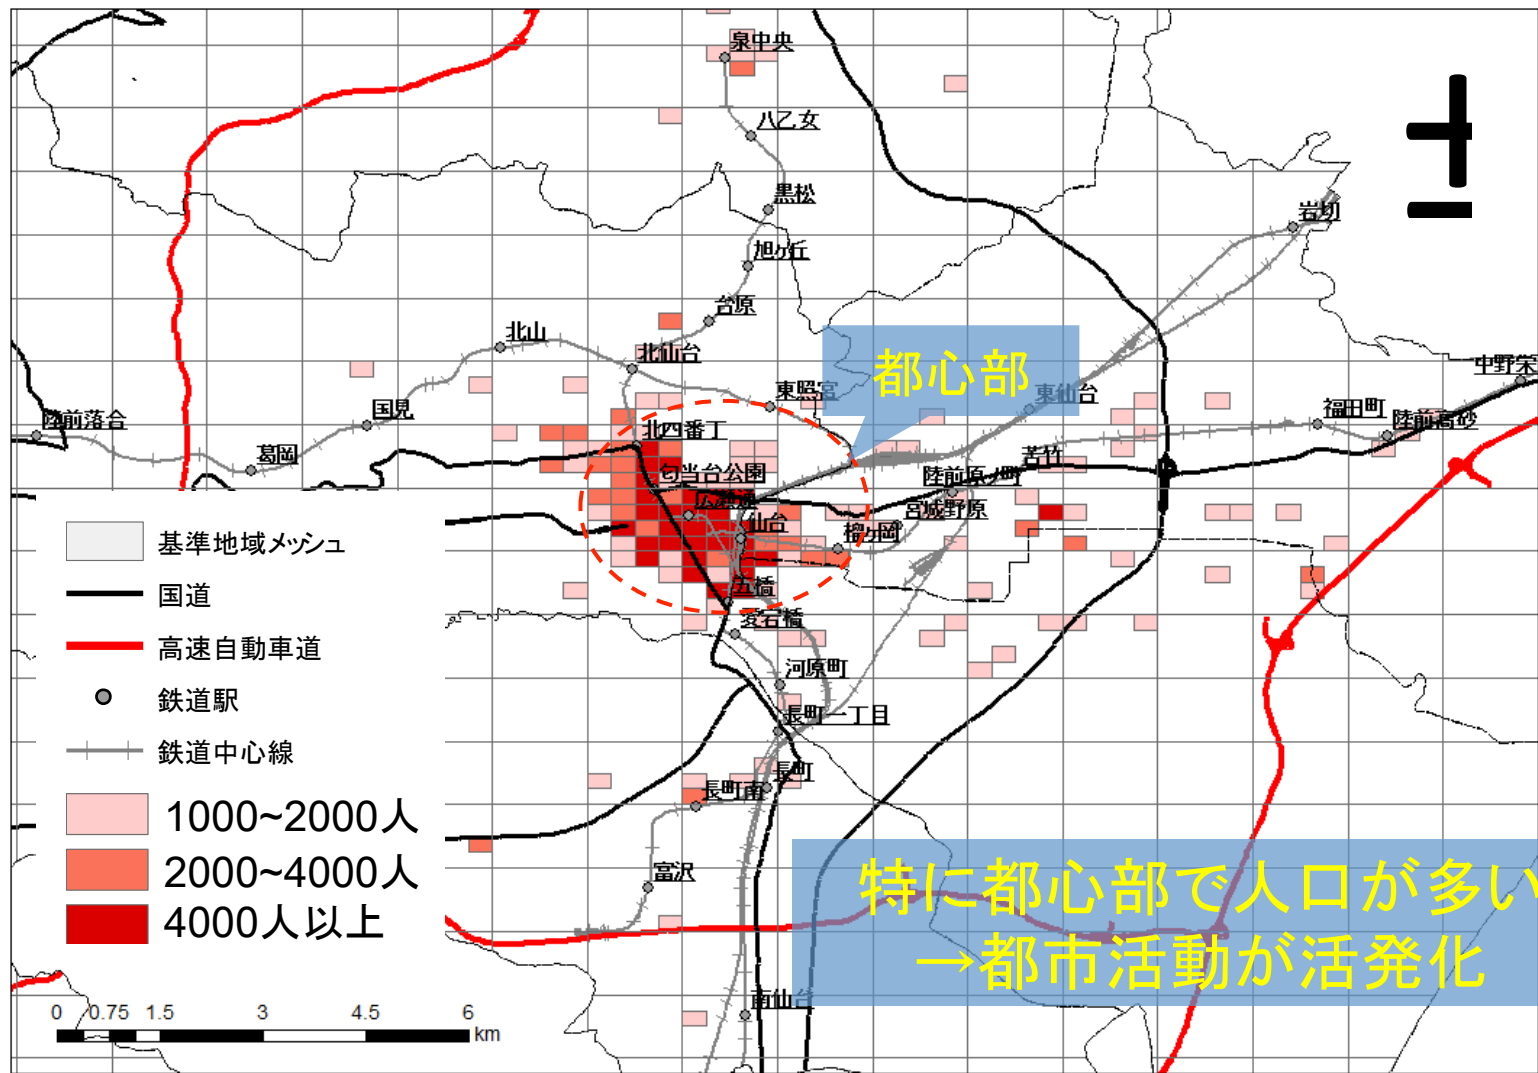 泉中央
八乙女
黒松
岩切
旭ヶ丘
台原
北山
北仙台
都心部
中野栄
東照宮
東仙台
国見
福田町
陸前落合
陸前高砂
北四番丁
葛岡
苦竹
勾当台公園
陸前原ノ町
広瀬通
宮城野原
仙台
榴ヶ岡
五橋
愛宕橋
河原町
長町一丁目
長町
長町南
富沢
南仙台
基準地域メッシュ
国道
高速自動車道
鉄道駅
鉄道中心線
1000~2000人
2000~4000人
4000人以上
特に都心部で人口が多い
→都市活動が活発化
0 0.75 1.5 3 4.5 6
km